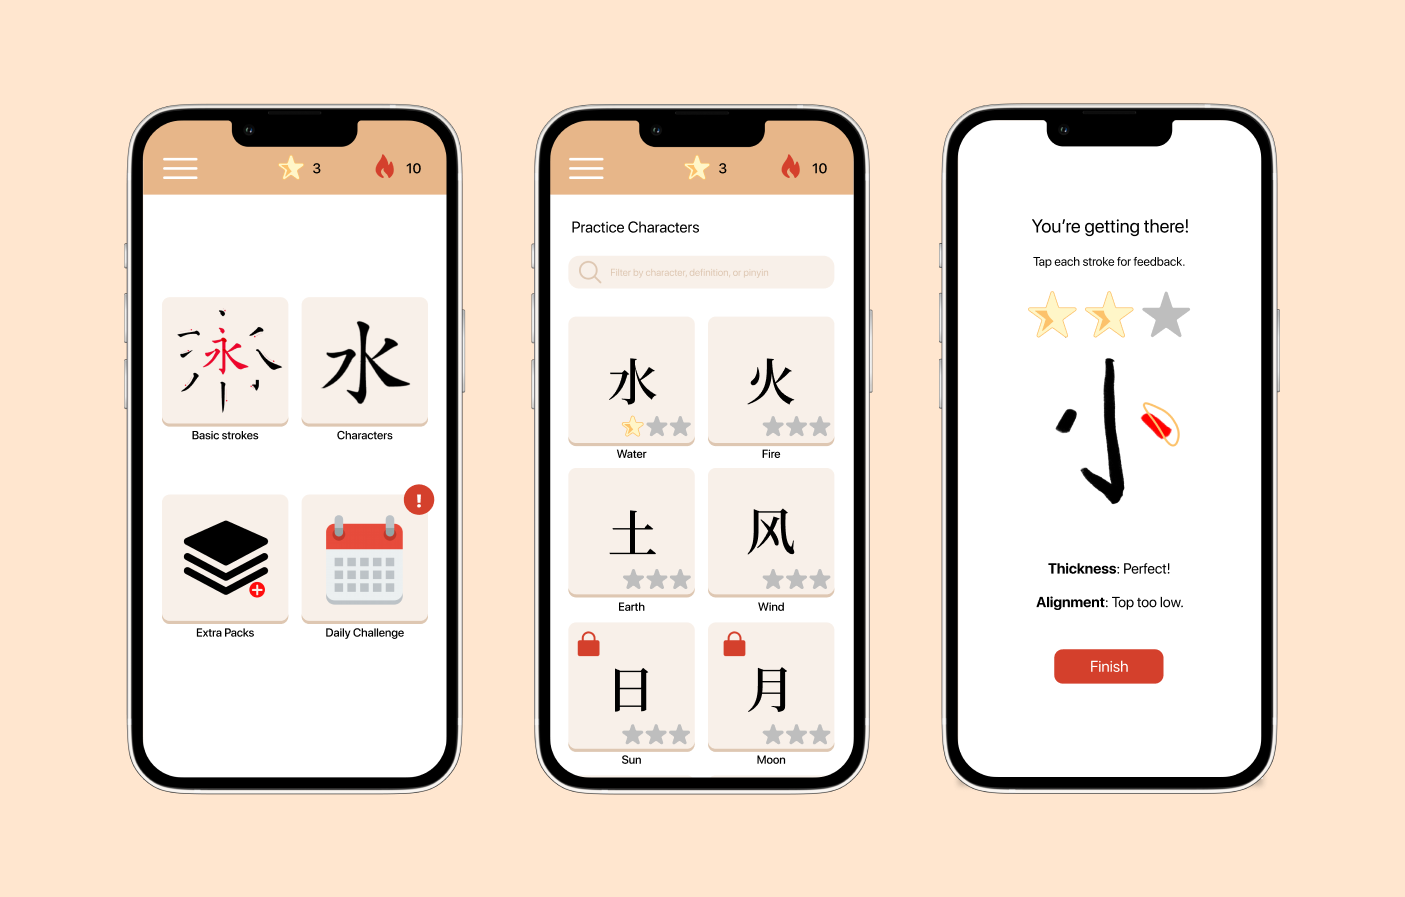 3 10
永
Basic strokes
水
Characters
Extra Packs
!
Daily Challenge
3 10
Practice Characters
Filter by character, definition, or pinyin
水 火
Water Fire
土 风
Earth Wind
日 月
Sun Moon
You’re getting there!
Tap each stroke for feedback.
小
Thickness: Perfect!
Alignment: Top too low.
Finish